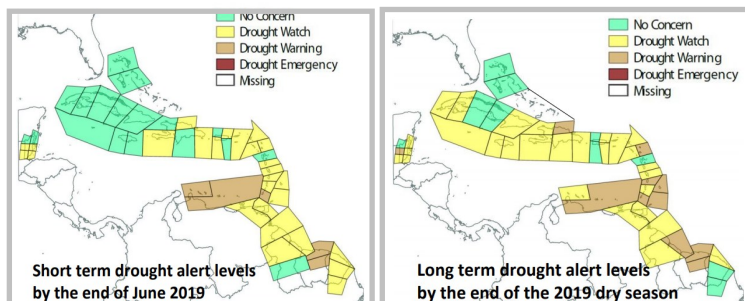 No Concern
Drought Watch
Drought Warning
Drought Emergency
Missing
Short term drought alert levels
by the end of June 2019
No Concern
Drought Watch
Drought Warning
Drought Emergency
Missing
Long term drought alert levels
by the end of the 2019 dry season